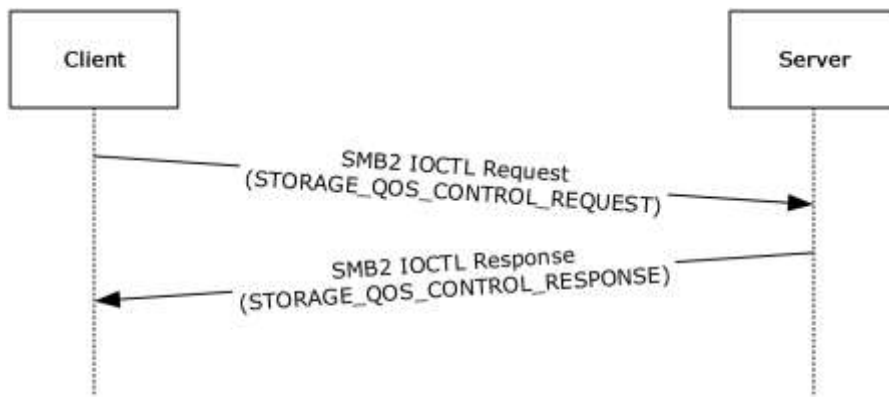 Client
Server
SMB2 IOCTL Request
(STORAGE_QOS_CONTROL_REQUEST)
SMB2 IOCTL Response
(STORAGE_QOS_CONTROL_RESPONSE)